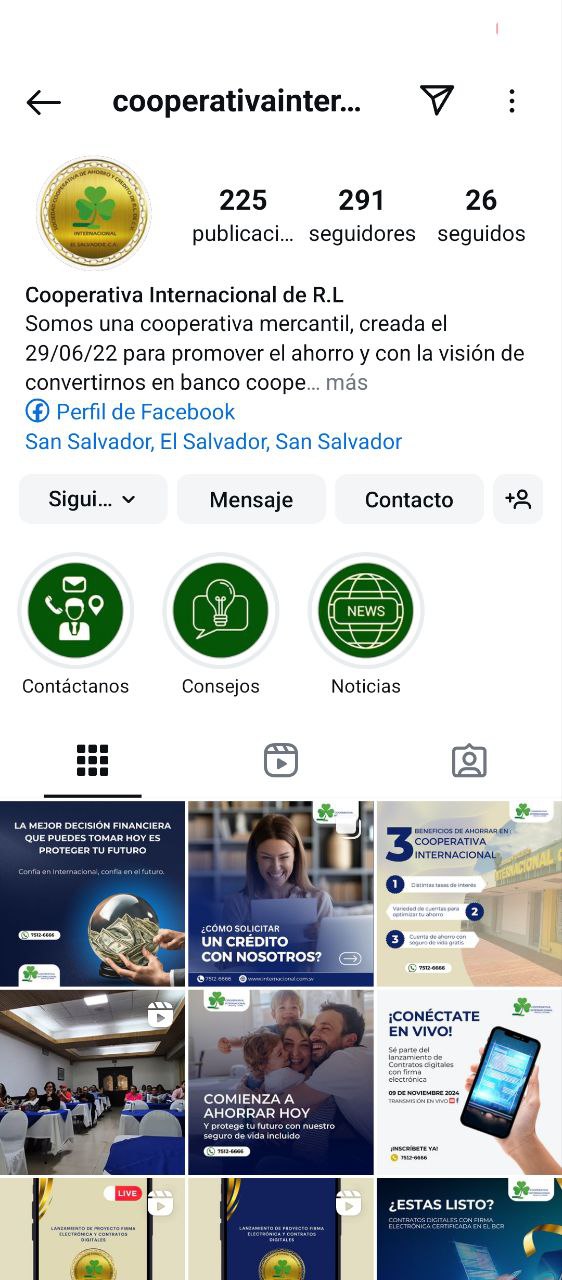 cooperativainter...
225
publicaci...
291
seguidores
26
seguidos
INTERNACIONAL
EL SALVADOR, C.A.
Cooperativa Internacional de R.L
Somos una cooperativa mercantil, creada el
29/06/22 para promover el ahorro y con la visión de
convertirnos en banco coope... más
Perfil de Facebook
San Salvador, El Salvador, San Salvador
Sigui...
Mensaje
Contacto
NEWS
Contáctanos
Consejos
Noticias
LA MEJOR DECISIÓN FINANCIERA
QUE PUEDES TOMAR HOY ES
PROTEGER TU FUTURO
Confía en Internacional, confía en el futuro.
7512-6666
¿CÓMO SOLICITAR
UN CRÉDITO
CON NOSOTROS?
7512-6666
www.internacional.com.sv
3 BENEFICIOS DE AHORRAR EN:
COOPERATIVA
INTERNACIONAL
1 Distintas tasas de interés
Variedad de cuentas para
optimizar tu ahorro 2
3 Cuenta de ahorro con
seguro de vida gratis
7512-6666
COOPERATIVA
INTERNACIONAL
COMIENZA A
AHORRAR HOY
Y protege tu futuro con nuestro
seguro de vida incluido
7512-6666
¡CONÉCTATE
EN VIVO!
Sé parte del
lanzamiento de
Contratos digitales
con firma
electrónica
09 DE NOVIEMBRE 2024
TRANSMISIÓN EN VIVO
¡INSCRÍBETE YA!
7512-6666
LIVE
LANZAMIENTO DE PROYECTO FIRMA
ELECTRÓNICA Y CONTRATOS
DIGITALES
LANZAMIENTO DE PROYECTO FIRMA
ELECTRÓNICA Y CONTRATOS
DIGITALES
¿ESTAS LISTO?
CONTRATOS DIGITALES CON FIRMA
ELECTRÓNICA CERTIFICADA EN EL BCR